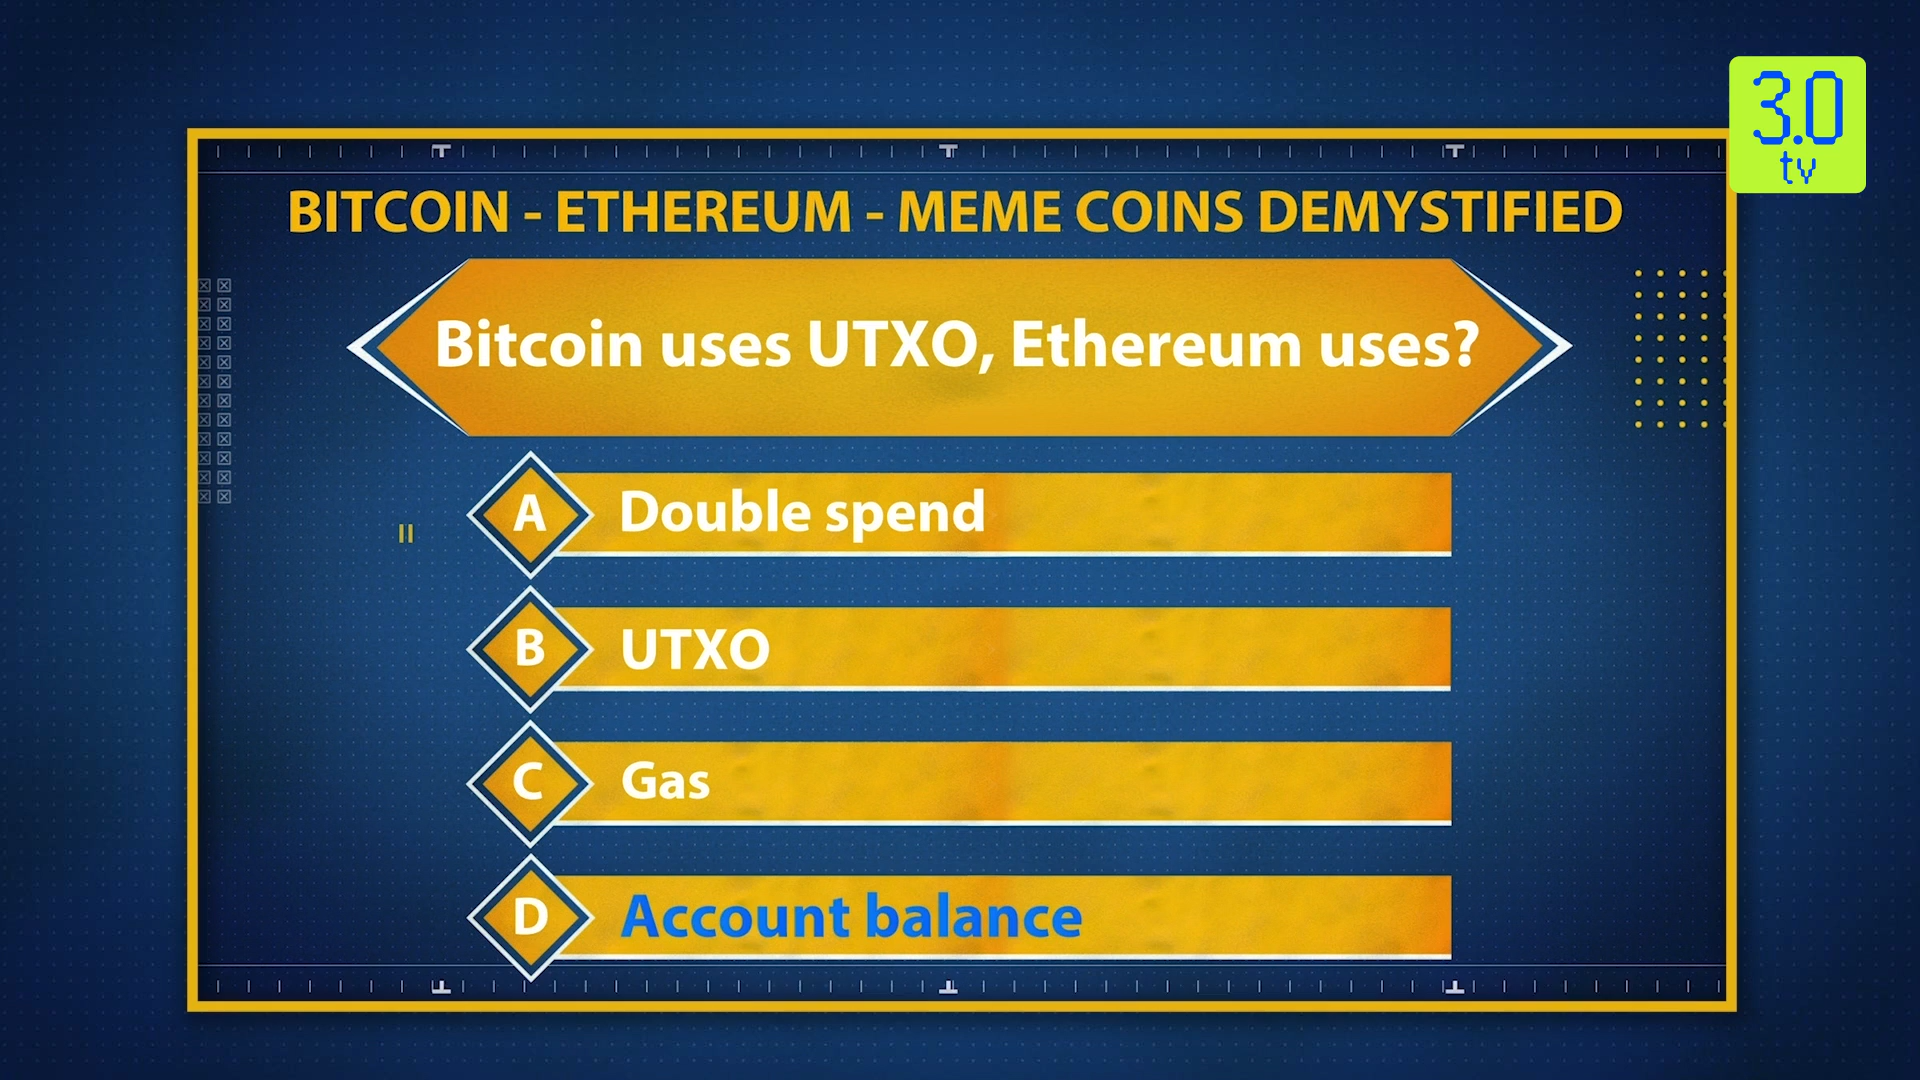 3.0
tv
BITCOIN - ETHEREUM - MEME COINS DEMYSTIFIED
Bitcoin uses UTXO, Ethereum uses?
A Double spend
B UTXO
C Gas
D Account balance